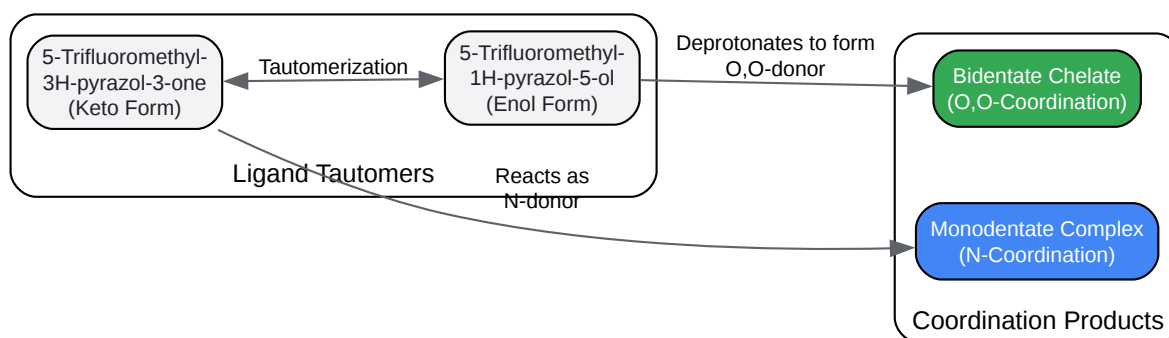 5-Trifluoromethyl-
3H-pyrazol-3-one
(Keto Form)
Tautomerization
5-Trifluoromethyl-
1H-pyrazol-5-ol
(Enol Form)
Deprotonates to form
O,O-donor
Bidentate Chelate
(O,O-Coordination)
Ligand Tautomers
Reacts as
N-donor
Monodentate Complex
(N-Coordination)
Coordination Products